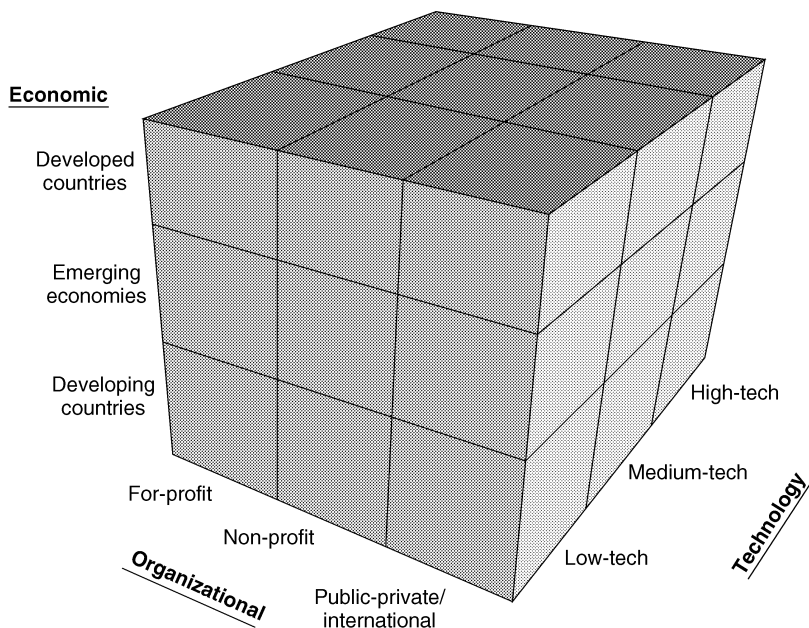 Economic
Developed
countries
Emerging
economies
Developing
countries
For-profit
Non-profit
Public-private/
international
Organizational
Low-tech
Medium-tech
High-tech
Technology